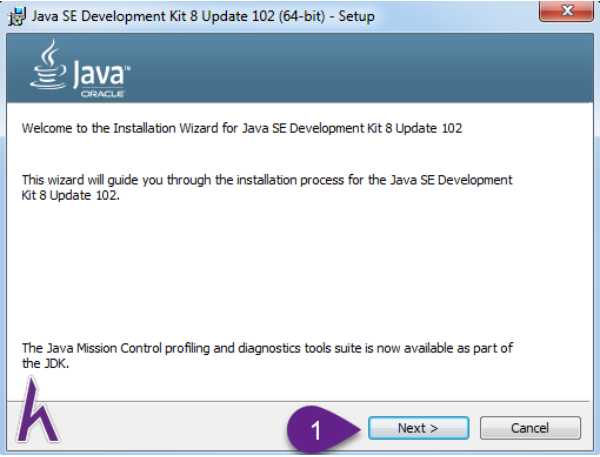 Java SE Development Kit 8 Update 102 (64-bit) - Setup
Java™
ORACLE
Welcome to the Installation Wizard for Java SE Development Kit 8 Update 102
This wizard will guide you through the installation process for the Java SE Development
Kit 8 Update 102.
The Java Mission Control profiling and diagnostics tools suite is now available as part of
the JDK.
h
1
Next >
Cancel